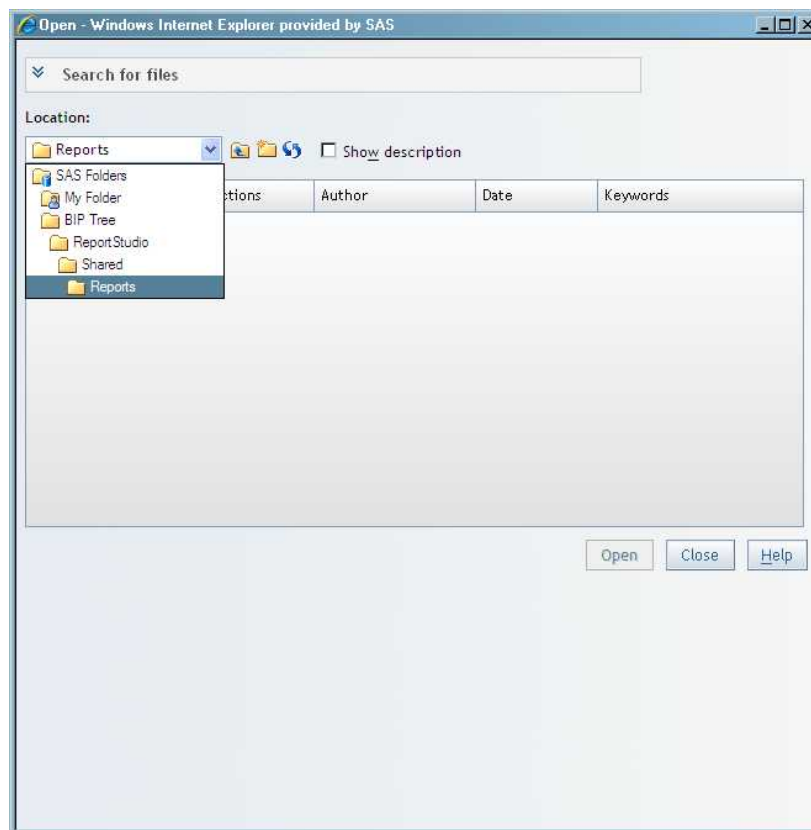 Open - Windows Internet Explorer provided by SAS
Search for files
Location:
Reports Show description
SAS Folders
My Folder
BIP Tree
ReportStudio
Shared
Reports
ctions Author Date Keywords
Open Close Help